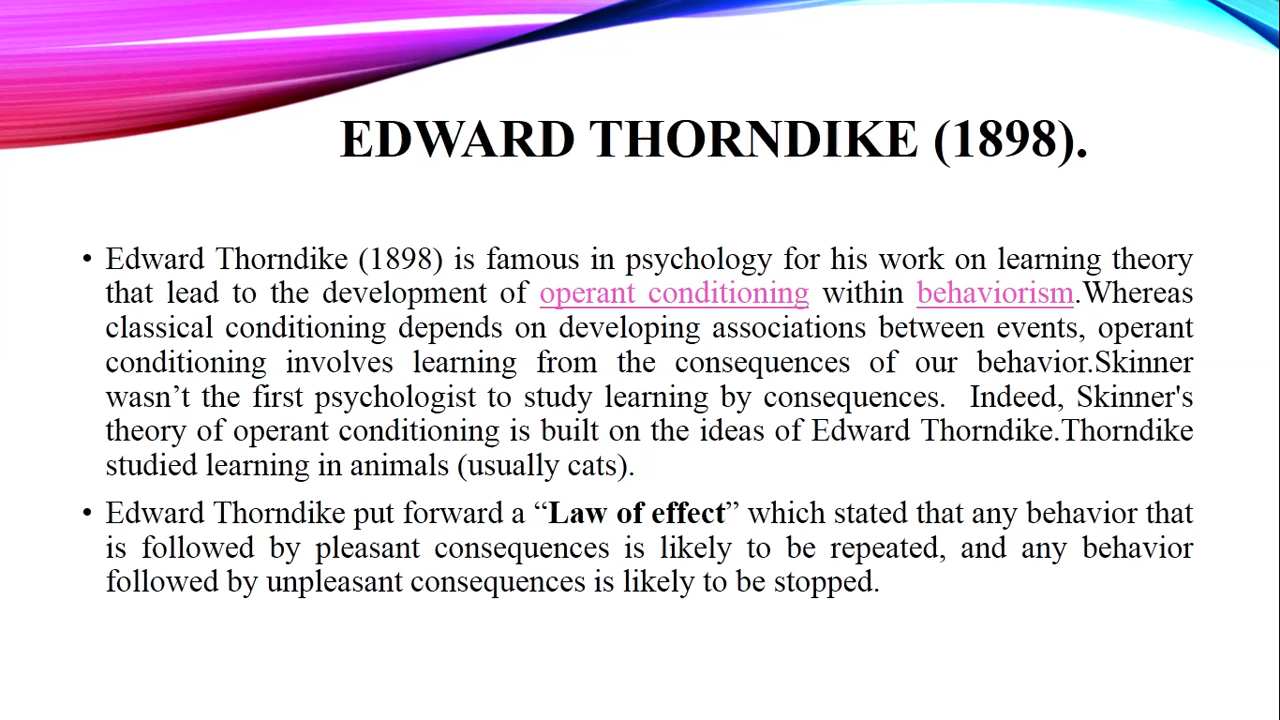 EDWARD THORNDIKE (1898).
• Edward Thorndike (1898) is famous in psychology for his work on learning theory
that lead to the development of operant conditioning within behaviorism.Whereas
classical conditioning depends on developing associations between events, operant
conditioning involves learning from the consequences of our behavior.Skinner
wasn’t the first psychologist to study learning by consequences.  Indeed, Skinner's
theory of operant conditioning is built on the ideas of Edward Thorndike.Thorndike
studied learning in animals (usually cats).
• Edward Thorndike put forward a “Law of effect” which stated that any behavior that
is followed by pleasant consequences is likely to be repeated, and any behavior
followed by unpleasant consequences is likely to be stopped.